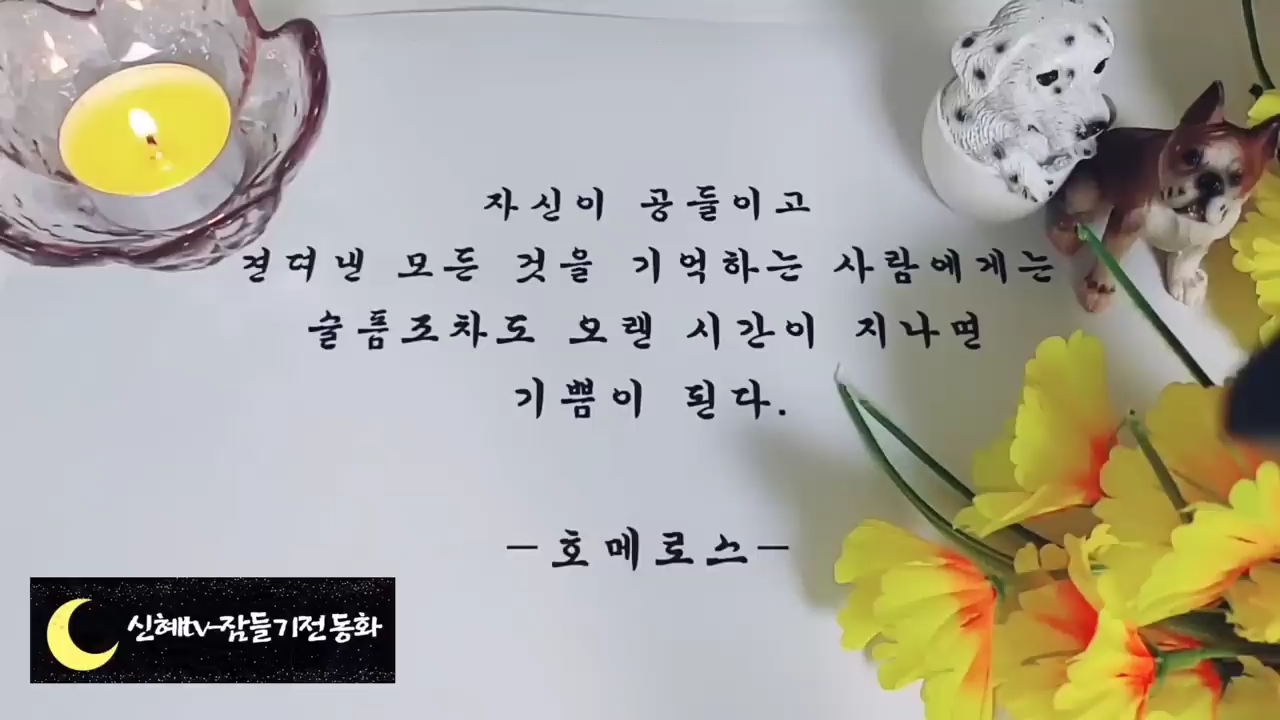 자신이 공들이고
견뎌낸 모든 것을 기억하는 사람에게는
슬픔조차도 오랜 시간이 지나면
기쁨이 된다.
-호메로스-
신혜tv-잠들기전동화